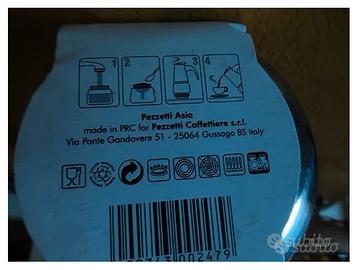 1 2 3 4
Pezzetti Asia
made in PRC for Pezzetti Caffettiere s.r.l.
Via Ponte Gandovere 51 - 25064 Gussago BS Italy
002479
subito